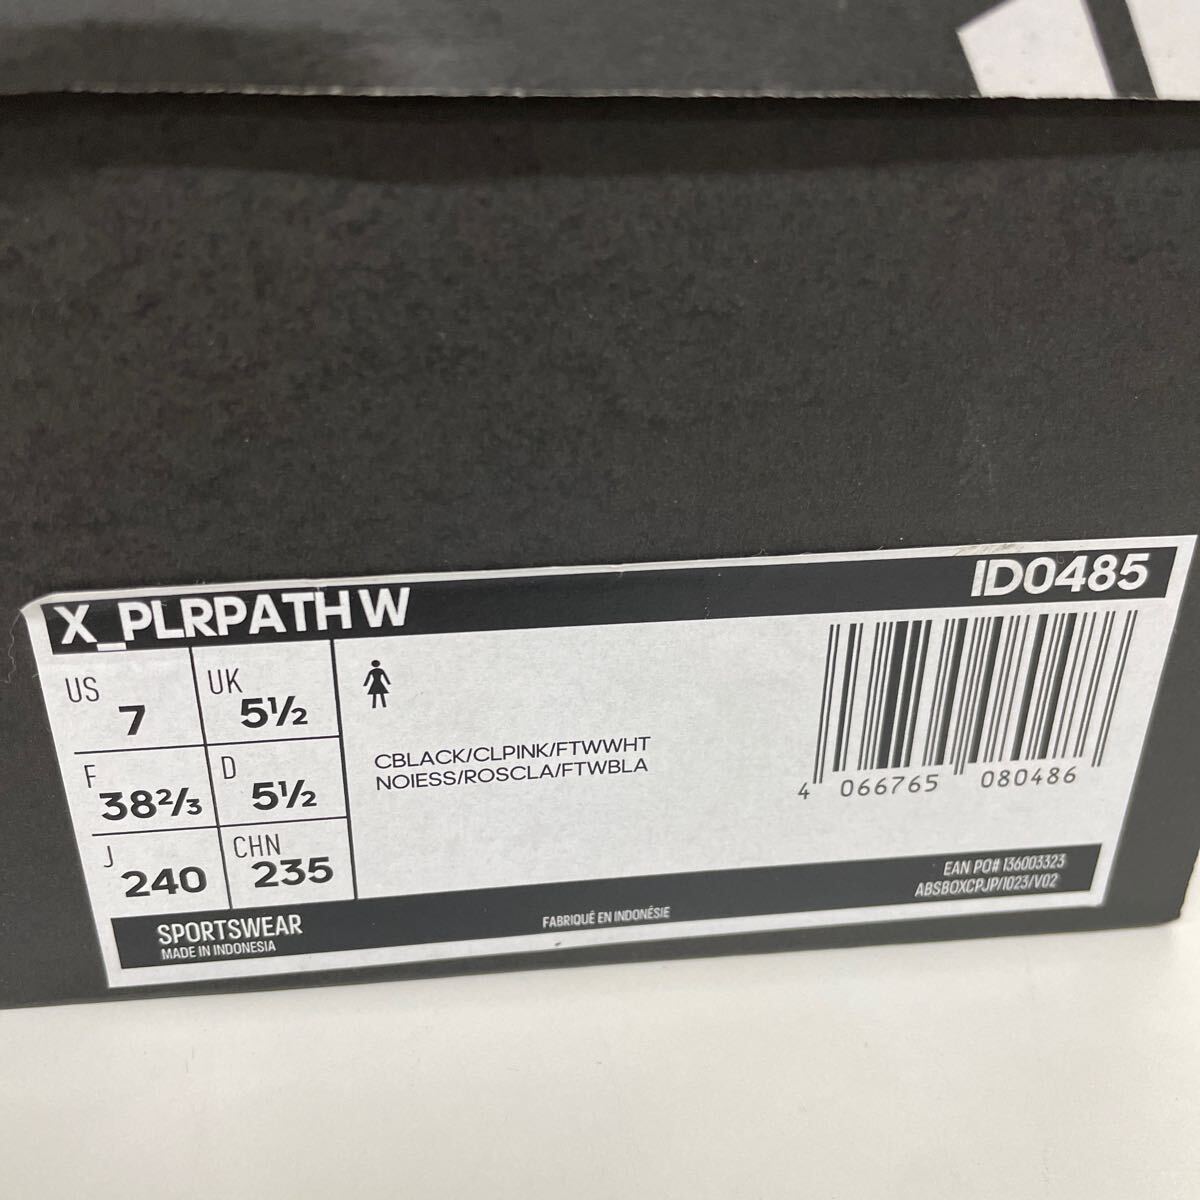 X_PLRPATH W
ID0485
US
7
UK
5½
F
38⅔
D
5½
J
240
CHN
235
CBLACK/CLPINK/FTWWHT
NOIESS/ROSCLA/FTWBLA
4 066765 080486
SPORTSWEAR
MADE IN INDONESIA
FABRIQUÉ EN INDONÉSIE
EAN PO# 136003323
ABSBOXCPJP/1023/V02